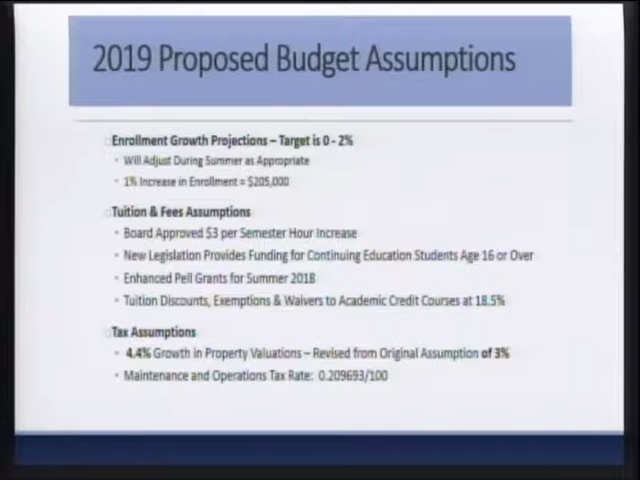 2019 Proposed Budget Assumptions
Enrollment Growth Projections – Target is 0 - 2%
Will Adjust During Summer as Appropriate
1% Increase in Enrollment = $205,000
Tuition & Fees Assumptions
Board Approved $3 per Semester Hour Increase
New Legislation Provides Funding for Continuing Education Students Age 16 or Over
Enhanced Pell Grants for Summer 2018
Tuition Discounts, Exemptions & Waivers to Academic Credit Courses at 18.5%
Tax Assumptions
4.4% Growth in Property Valuations – Revised from Original Assumption of 3%
Maintenance and Operations Tax Rate: 0.209693/100